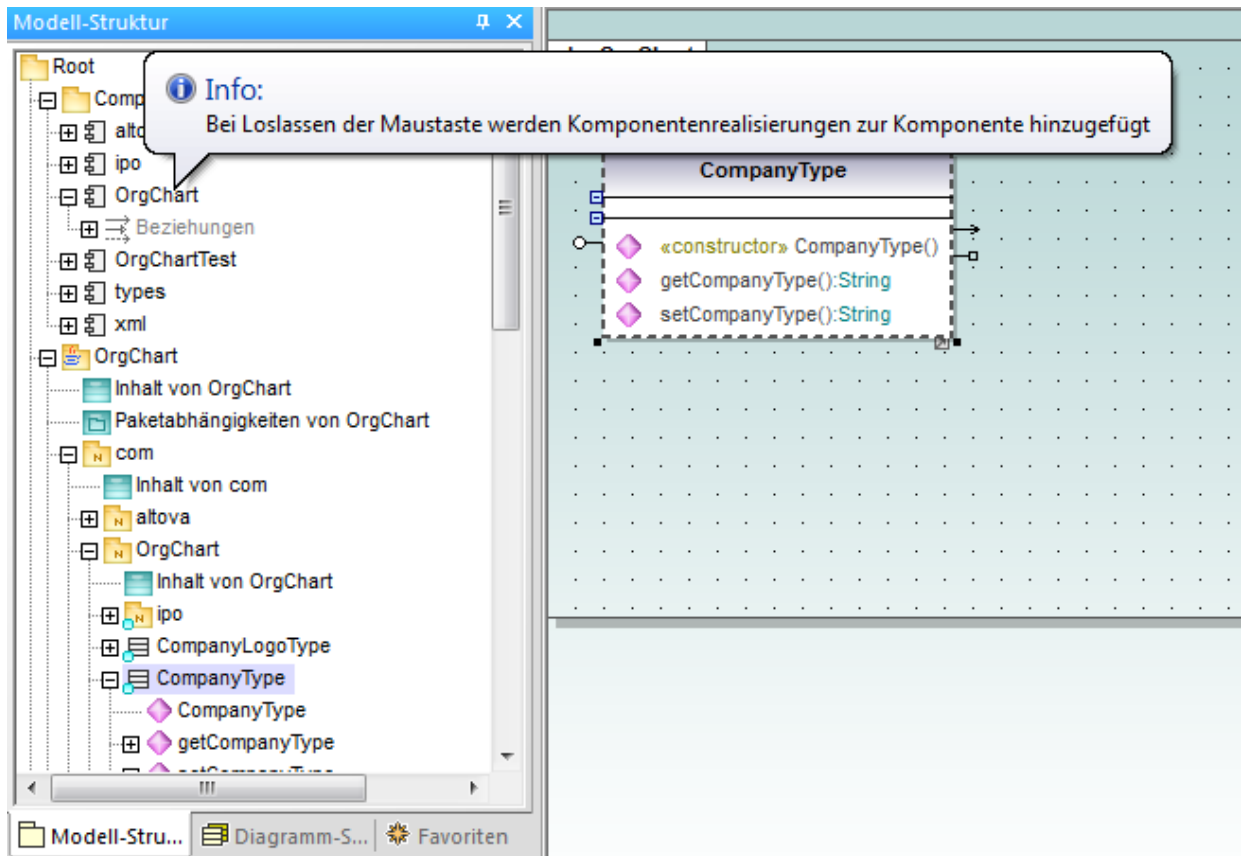 Modell-Struktur
Root
Info:
Bei Loslassen der Maustaste werden Komponentenrealisierungen zur Komponente hinzugefügt
ipo
OrgChart
Beziehungen
OrgChartTest
types
xml
OrgChart
Inhalt von OrgChart
Paketabhängigkeiten von OrgChart
com
Inhalt von com
altova
OrgChart
Inhalt von OrgChart
ipo
CompanyLogoType
CompanyType
CompanyType
getCompanyType
Modell-Stru...
Diagramm-S...
Favoriten
CompanyType
«constructor» CompanyType()
getCompanyType():String
setCompanyType():String